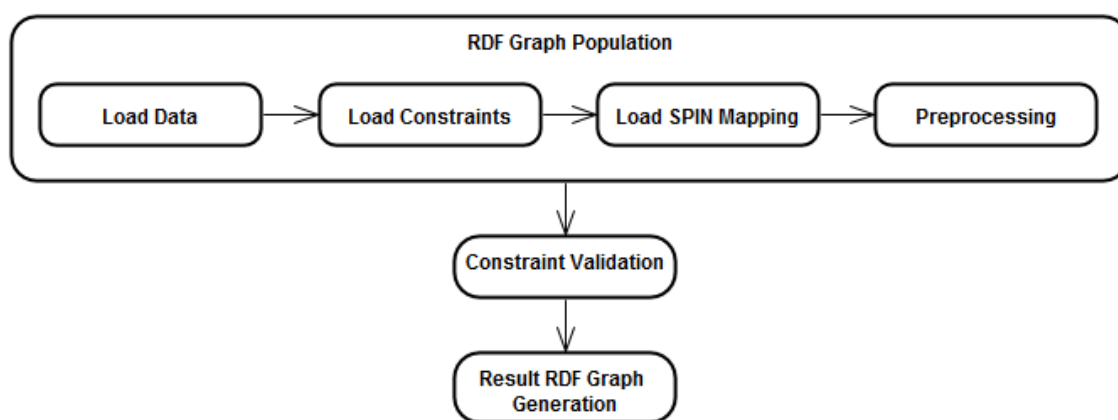 RDF Graph Population
Load Data
Load Constraints
Load SPIN Mapping
Preprocessing
Constraint Validation
Result RDF Graph
Generation